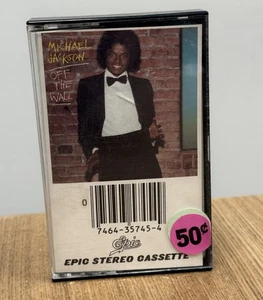 MICHAEL
JACKSON
OFF THE
WALL
0
7464-35745-4
Epic
50¢
EPIC STEREO CASSETTE